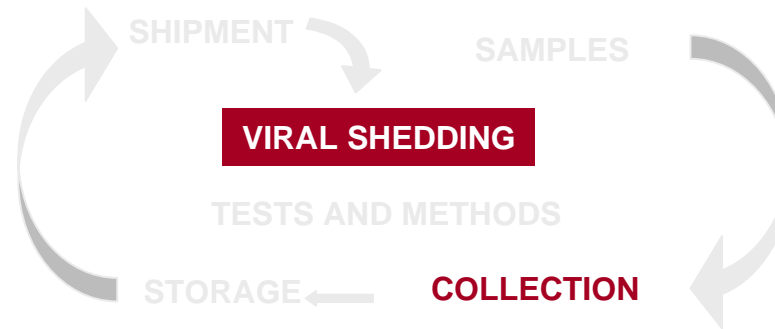 SHIPMENT
SAMPLES
VIRAL SHEDDING
TESTS AND METHODS
STORAGE
COLLECTION